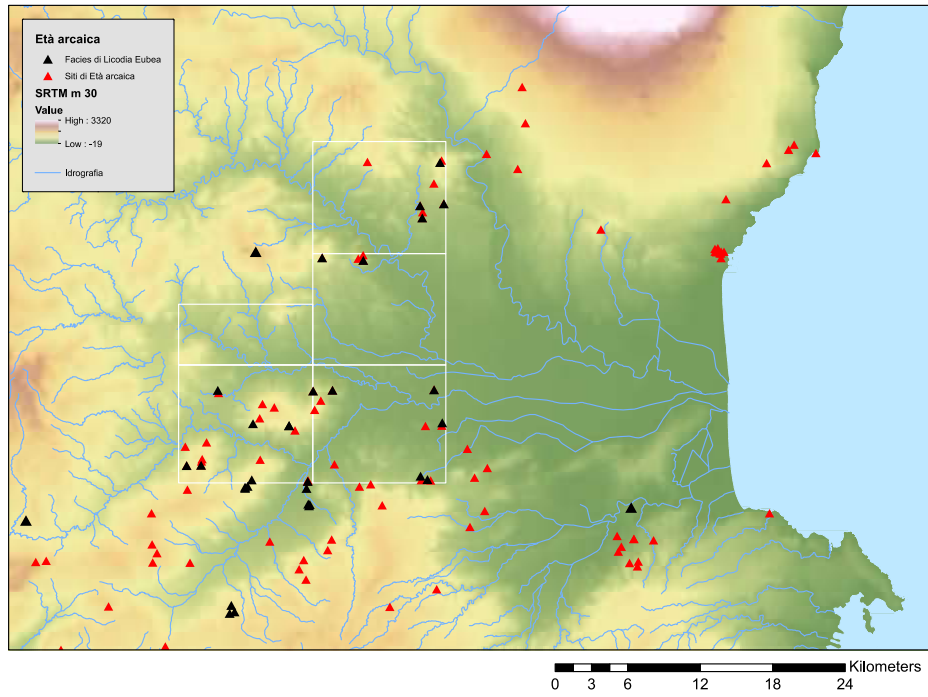 Età arcaica
Facies di Licodia Eubea
Siti di Età arcaica
SRTM m 30
Value
High : 3320
Low : -19
Idrografia
Kilometers
0 3 6 12 18 24